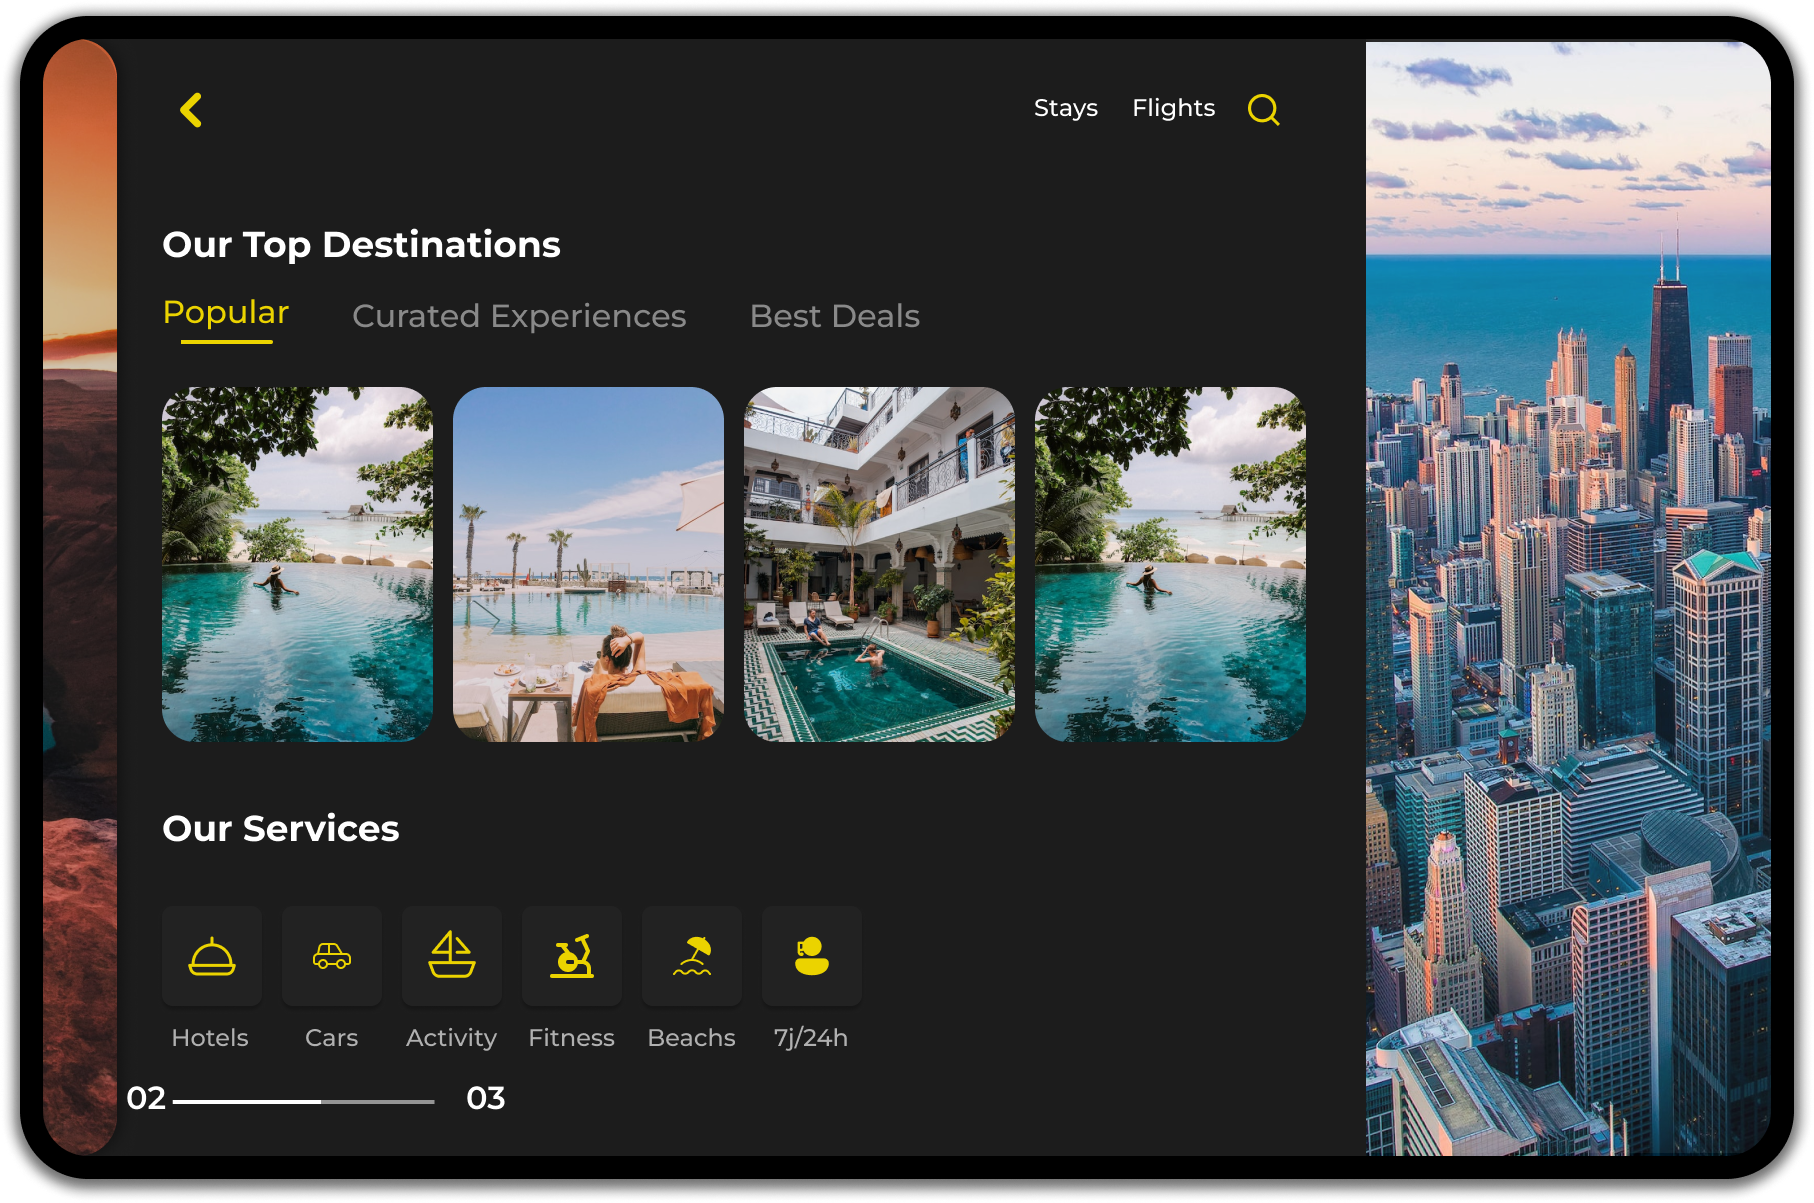 Stays Flights
Our Top Destinations
Popular Curated Experiences Best Deals
Our Services
Hotels Cars Activity Fitness Beachs 7j/24h
02 03